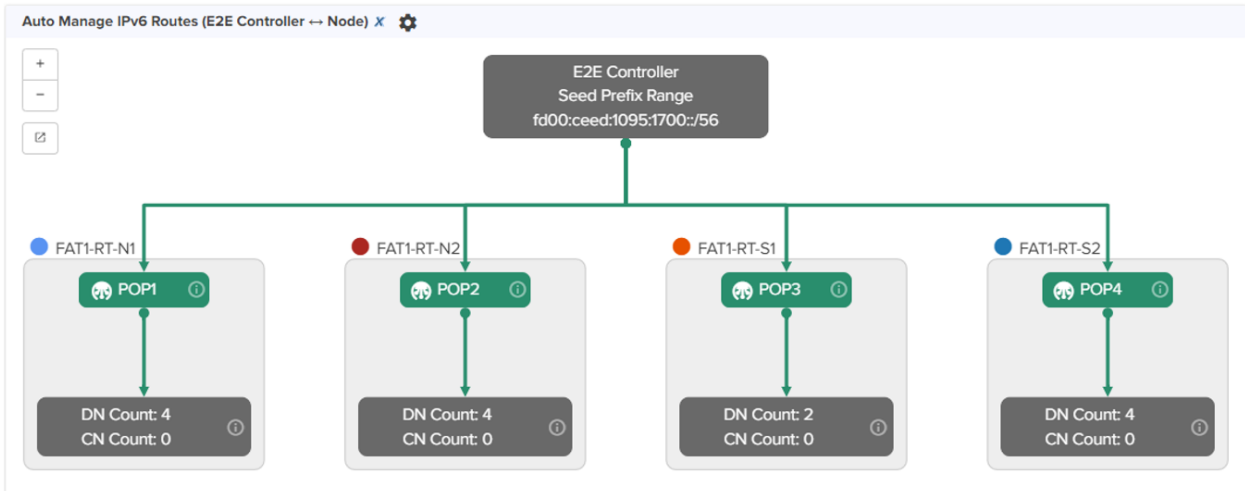 Auto Manage IPv6 Routes (E2E Controller ↔ Node) ✗
+
−
E2E Controller
Seed Prefix Range
fd00:ceed:1095:1700::/56
FAT1-RT-N1
FAT1-RT-N2
FAT1-RT-S1
FAT1-RT-S2
POP1
POP2
POP3
POP4
DN Count: 4
CN Count: 0
DN Count: 4
CN Count: 0
DN Count: 2
CN Count: 0
DN Count: 4
CN Count: 0